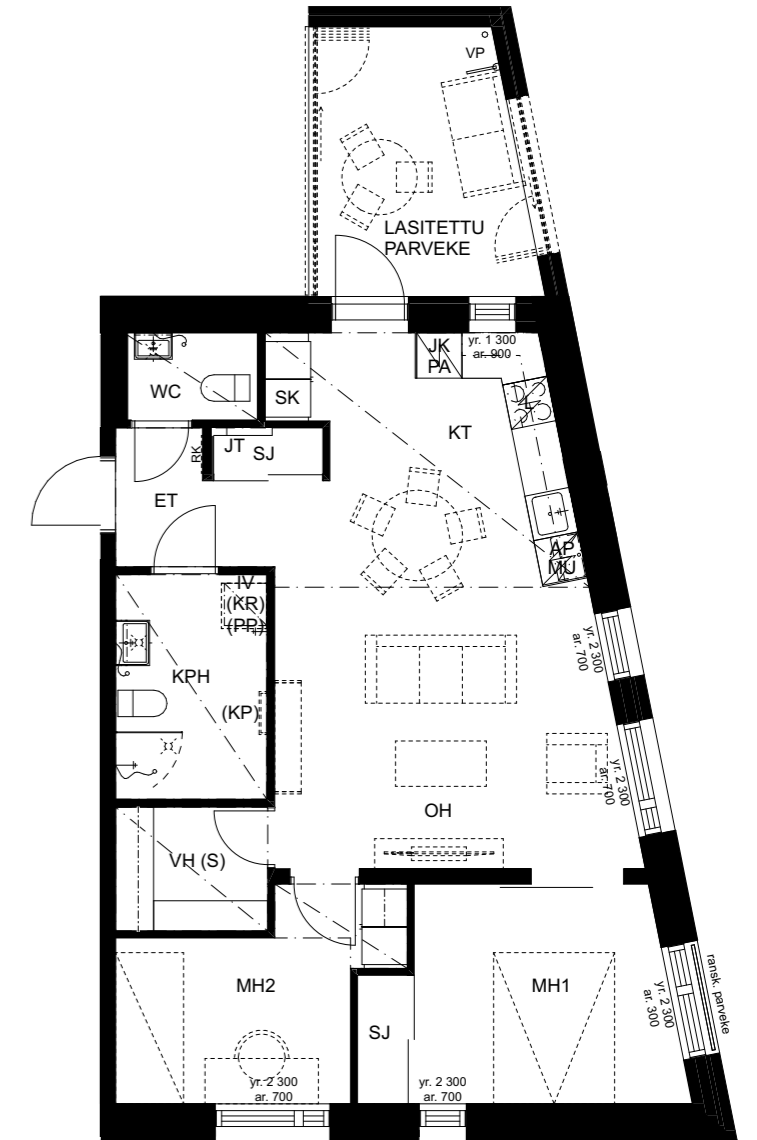 VP
LASITETTU
PARVEKE
WC
SK
JK
PA
yr. 1 300
ar. 900
L
KT
RK
JT
SJ
ET
AP
MU
IV
(KR)
(PP)
KPH
(KP)
yr. 2 300
ar. 700
yr. 2 300
ar. 700
OH
VH (S)
MH2
MH1
SJ
yr. 2 300
ar. 300
ransk. parveke
yr. 2 300
ar. 700
yr. 2 300
ar. 700